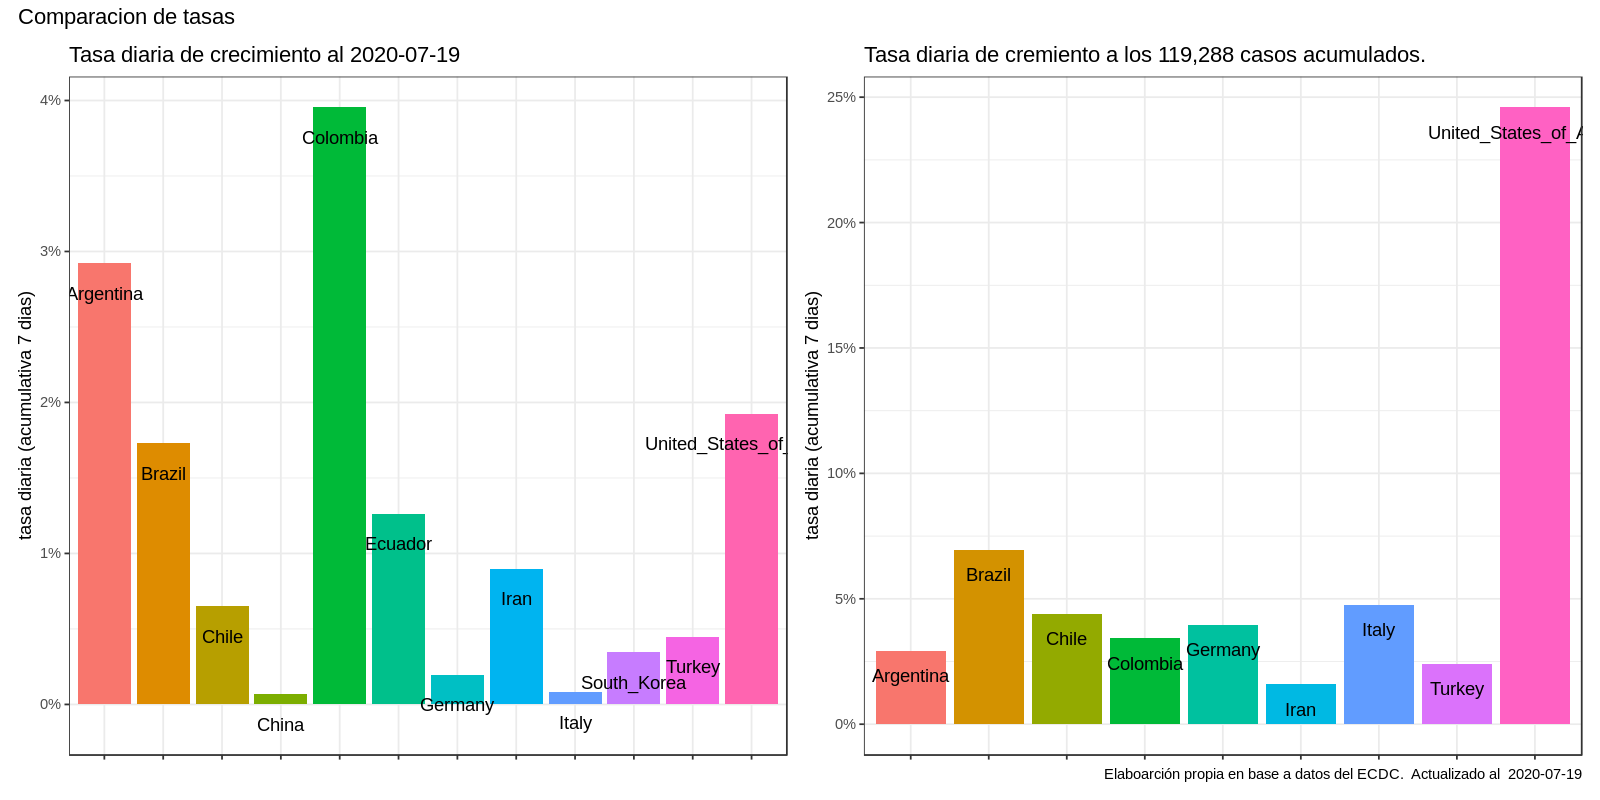 Comparacion de tasas
Tasa diaria de crecimiento al 2020-07-19
tasa diaria (acumulativa 7 dias)
4%
3%
2%
1%
0%
Argentina
Brazil
Chile
China
Colombia
Ecuador
Germany
Iran
Italy
South_Korea
Turkey
United_States_of_
Tasa diaria de cremiento a los 119,288 casos acumulados.
tasa diaria (acumulativa 7 dias)
25%
20%
15%
10%
5%
0%
Argentina
Brazil
Chile
Colombia
Germany
Iran
Italy
Turkey
United_States_of_A
Elaboarción propia en base a datos del ECDC. Actualizado al 2020-07-19